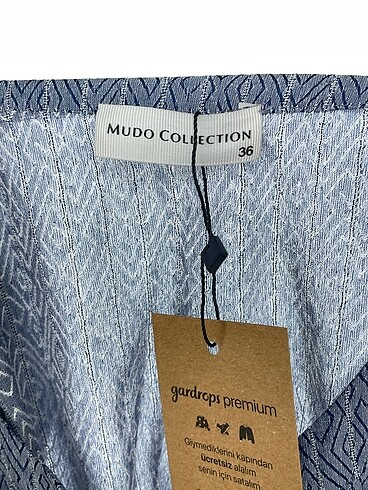 MUDO COLLECTION
36
gardrops premium
Giymediklerini kapından
ücretsiz alalım
senin için satalım